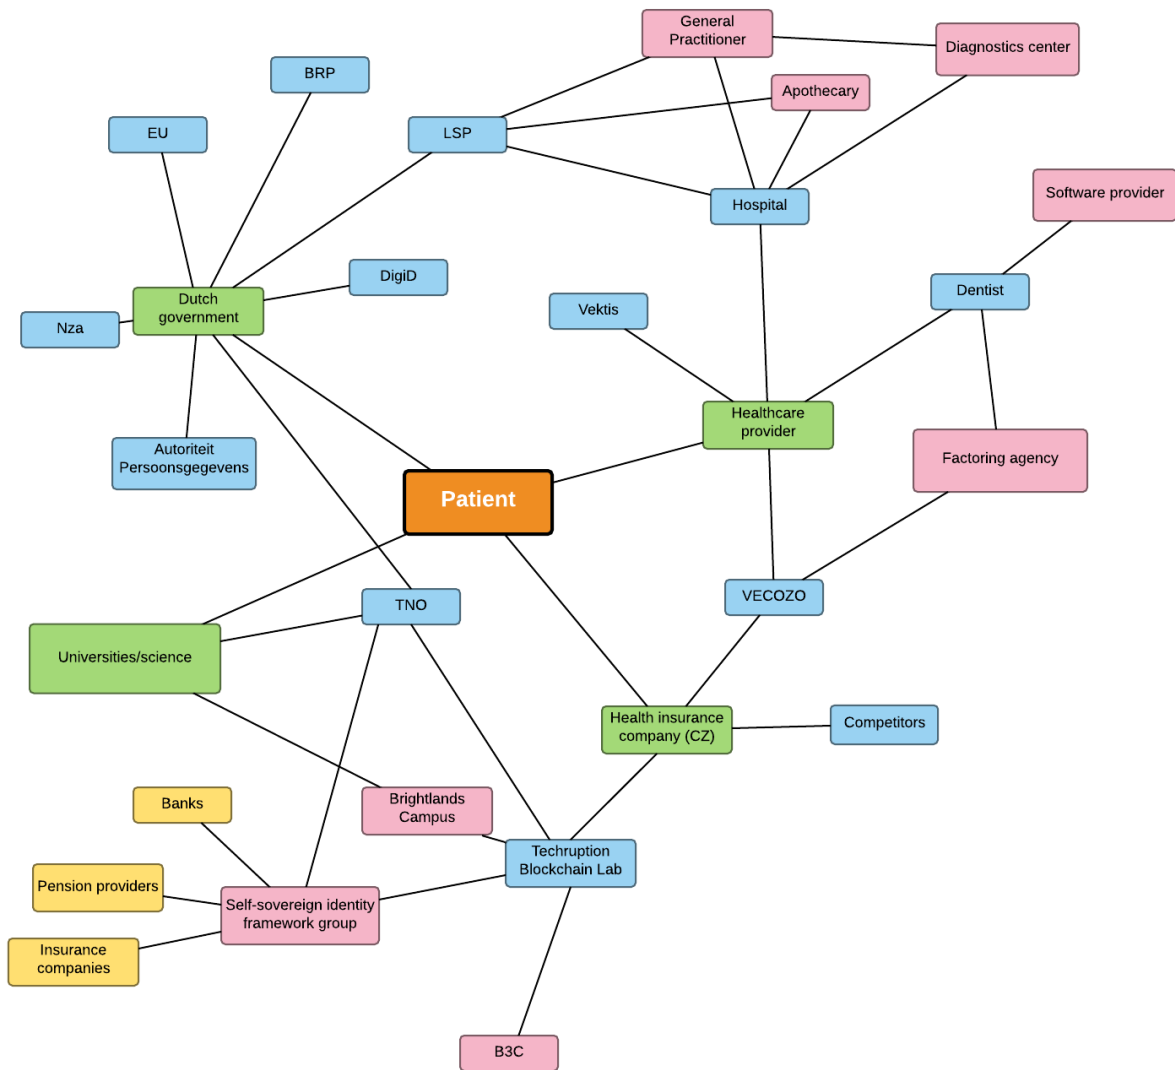 General
Practitioner
Diagnostics center
BRP
Apothecary
EU
LSP
Software provider
Hospital
DigiD
Dentist
Dutch
government
Vektis
Nza
Healthcare
provider
Autoriteit
Persoonsgegevens
Factoring agency
Patient
VECOZO
TNO
Universities/science
Health insurance
company (CZ)
Competitors
Banks
Brightlands
Campus
Techruption
Blockchain Lab
Pension providers
Self-sovereign identity
framework group
Insurance
companies
B3C